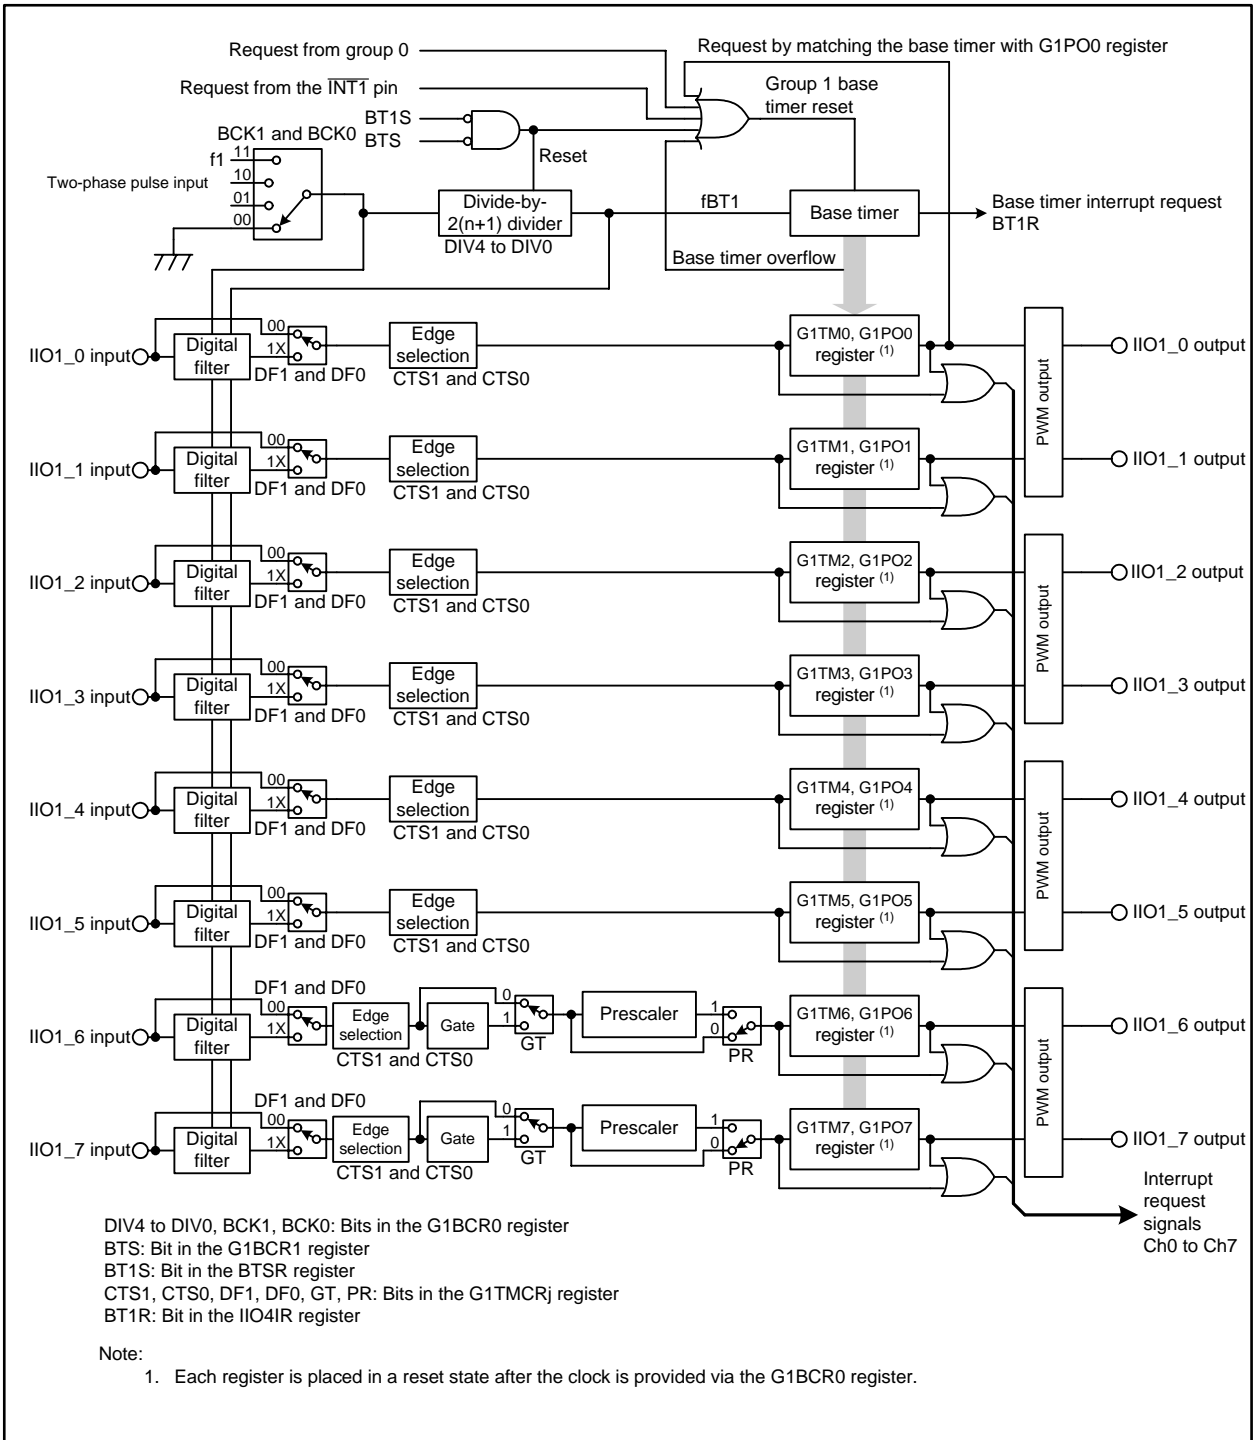 Request from group 0
Request by matching the base timer with G1PO0 register
Request from the INT1 pin
Group 1 base
timer reset
BT1S
BTS
BCK1 and BCK0
Reset
f1
11
Two-phase pulse input
10
01
00
Divide-by-
2(n+1) divider
DIV4 to DIV0
fBT1
Base timer
Base timer interrupt request
BT1R
Base timer overflow
IIO1_0 input
Digital
filter
00
1X
DF1 and DF0
Edge
selection
CTS1 and CTS0
G1TM0, G1PO0
register (1)
PWM output
IIO1_0 output
IIO1_1 input
Digital
filter
00
1X
DF1 and DF0
Edge
selection
CTS1 and CTS0
G1TM1, G1PO1
register (1)
IIO1_1 output
IIO1_2 input
Digital
filter
00
1X
DF1 and DF0
Edge
selection
CTS1 and CTS0
G1TM2, G1PO2
register (1)
PWM output
IIO1_2 output
IIO1_3 input
Digital
filter
00
1X
DF1 and DF0
Edge
selection
CTS1 and CTS0
G1TM3, G1PO3
register (1)
IIO1_3 output
IIO1_4 input
Digital
filter
00
1X
DF1 and DF0
Edge
selection
CTS1 and CTS0
G1TM4, G1PO4
register (1)
PWM output
IIO1_4 output
IIO1_5 input
Digital
filter
00
1X
DF1 and DF0
Edge
selection
CTS1 and CTS0
G1TM5, G1PO5
register (1)
IIO1_5 output
IIO1_6 input
Digital
filter
DF1 and DF0
00
1X
Edge
selection
CTS1 and CTS0
Gate
0
1
GT
Prescaler
1
0
PR
G1TM6, G1PO6
register (1)
PWM output
IIO1_6 output
IIO1_7 input
Digital
filter
DF1 and DF0
00
1X
Edge
selection
CTS1 and CTS0
Gate
0
1
GT
Prescaler
1
0
PR
G1TM7, G1PO7
register (1)
IIO1_7 output
Interrupt
request
signals
Ch0 to Ch7
DIV4 to DIV0, BCK1, BCK0: Bits in the G1BCR0 register
BTS: Bit in the G1BCR1 register
BT1S: Bit in the BTSR register
CTS1, CTS0, DF1, DF0, GT, PR: Bits in the G1TMCRj register
BT1R: Bit in the IIO4IR register
Note:
1. Each register is placed in a reset state after the clock is provided via the G1BCR0 register.